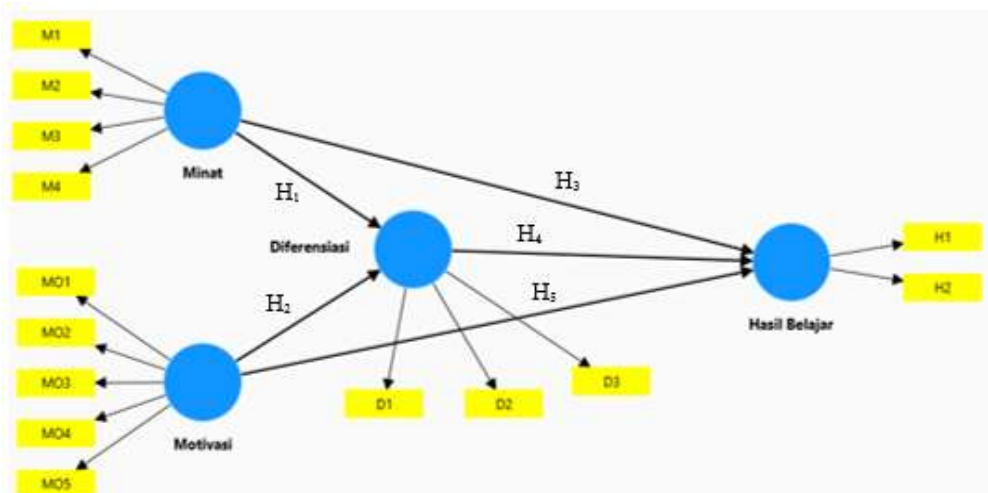 M1
M2
M3
M4
Minat
H₁
H₃
Diferensiasi
H₄
H₂
H₅
MO1
MO2
MO3
MO4
MO5
Motivasi
D1
D2
D3
H1
H2
Hasil Belajar